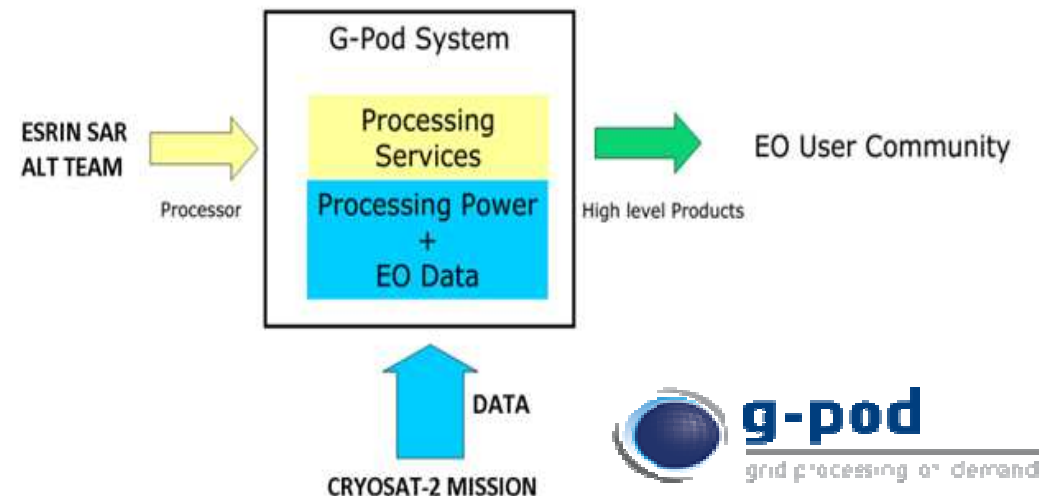 G-Pod System
ESRIN SAR
ALT TEAM
Processor
Processing
Services
Processing Power
+
EO Data
High level Products
EO User Community
DATA
CRYOSAT-2 MISSION
g-pod
grid processing on demand